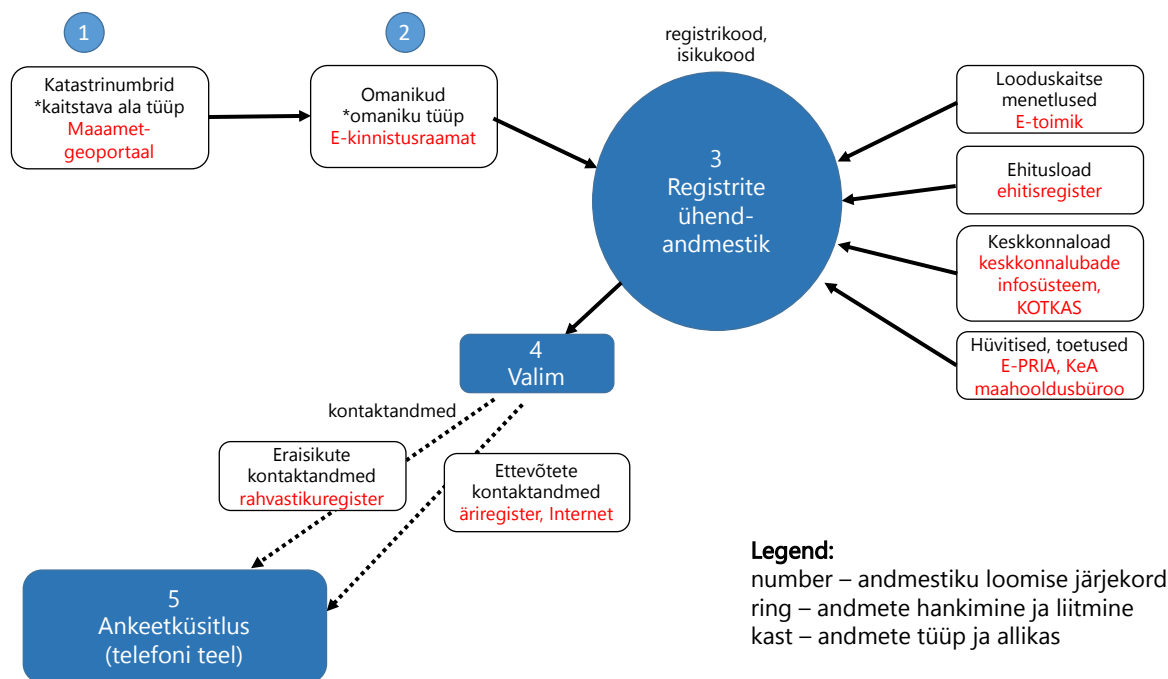 1
Katastrinumbrid
*kaitstava ala tüüp
Maaamet-
geoportaal
2
Omanikud
*omaniku tüüp
E-kinnistusraamat
registrikood,
isikukood
3
Registrite
ühend-
andmestik
Looduskaitse
menetlused
E-toimik
Ehitusload
ehitisregister
Keskkonnaload
keskkonnalubade
infosüsteem,
KOTKAS
Hüvitised, toetused
E-PRIA, KeA
maahooldusbüroo
4
Valim
kontaktandmed
Eraisikute
kontaktandmed
rahvastikuregister
Ettevõtete
kontaktandmed
äriregister, Internet
5
Ankeetküsitlus
(telefoni teel)
Legend:
number – andmestiku loomise järjekord
ring – andmete hankimine ja liitmine
kast – andmete tüüp ja allikas